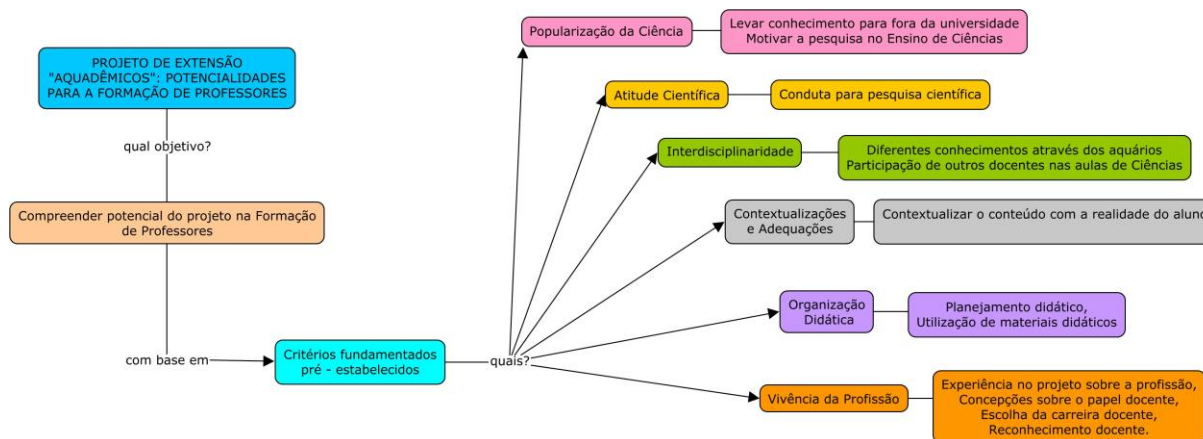 PROJETO DE EXTENSÃO
"AQUADÊMICOS": POTENCIALIDADES
PARA A FORMAÇÃO DE PROFESSORES
qual objetivo?
Compreender potencial do projeto na Formação
de Professores
com base em
Critérios fundamentados
pré - estabelecidos
quais?
Popularização da Ciência
Levar conhecimento para fora da universidade
Motivar a pesquisa no Ensino de Ciências
Atitude Científica
Conduta para pesquisa científica
Interdisciplinaridade
Diferentes conhecimentos através dos aquários
Participação de outros docentes nas aulas de Ciências
Contextualizações
e Adequações
Contextualizar o conteúdo com a realidade do
Organização
Didática
Planejamento didático,
Utilização de materiais didáticos
Vivência da Profissão
Experiência no projeto sobre a profissão,
Concepções sobre o papel docente,
Escolha da carreira docente,
Reconhecimento docente.